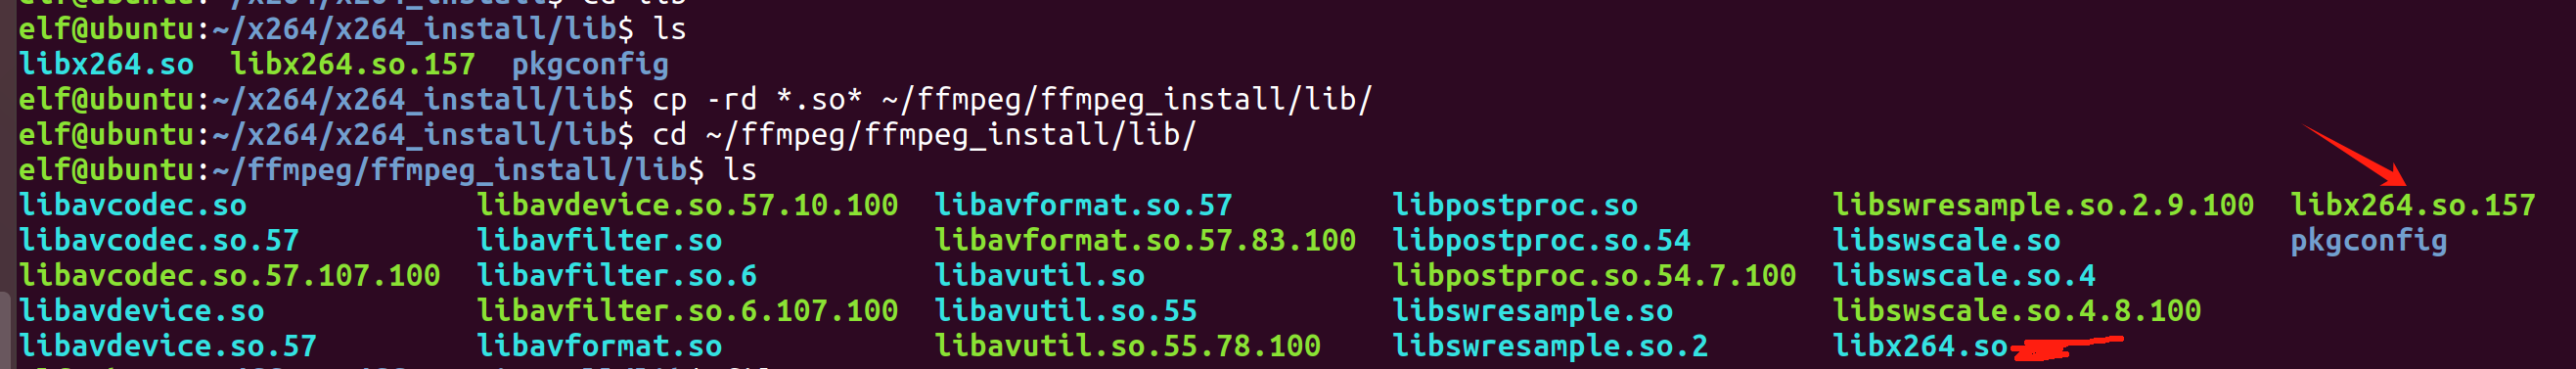 elf@ubuntu:~/x264/x264_install/lib$ ls
libx264.so  libx264.so.157  pkgconfig
elf@ubuntu:~/x264/x264_install/lib$ cp -rd *.so* ~/ffmpeg/ffmpeg_install/lib/
elf@ubuntu:~/x264/x264_install/lib$ cd ~/ffmpeg/ffmpeg_install/lib/
elf@ubuntu:~/ffmpeg/ffmpeg_install/lib$ ls
libavcodec.so  libavdevice.so.57.10.100  libavformat.so.57  libpostproc.so  libswresample.so.2.9.100  libx264.so.157
libavcodec.so.57  libavfilter.so  libavformat.so.57.83.100  libpostproc.so.54  libswscale.so  pkgconfig
libavcodec.so.57.107.100  libavfilter.so.6  libavutil.so  libpostproc.so.54.7.100  libswscale.so.4
libavdevice.so  libavfilter.so.6.107.100  libavutil.so.55  libswresample.so  libswscale.so.4.8.100
libavdevice.so.57  libavformat.so  libavutil.so.55.78.100  libswresample.so.2  libx264.so